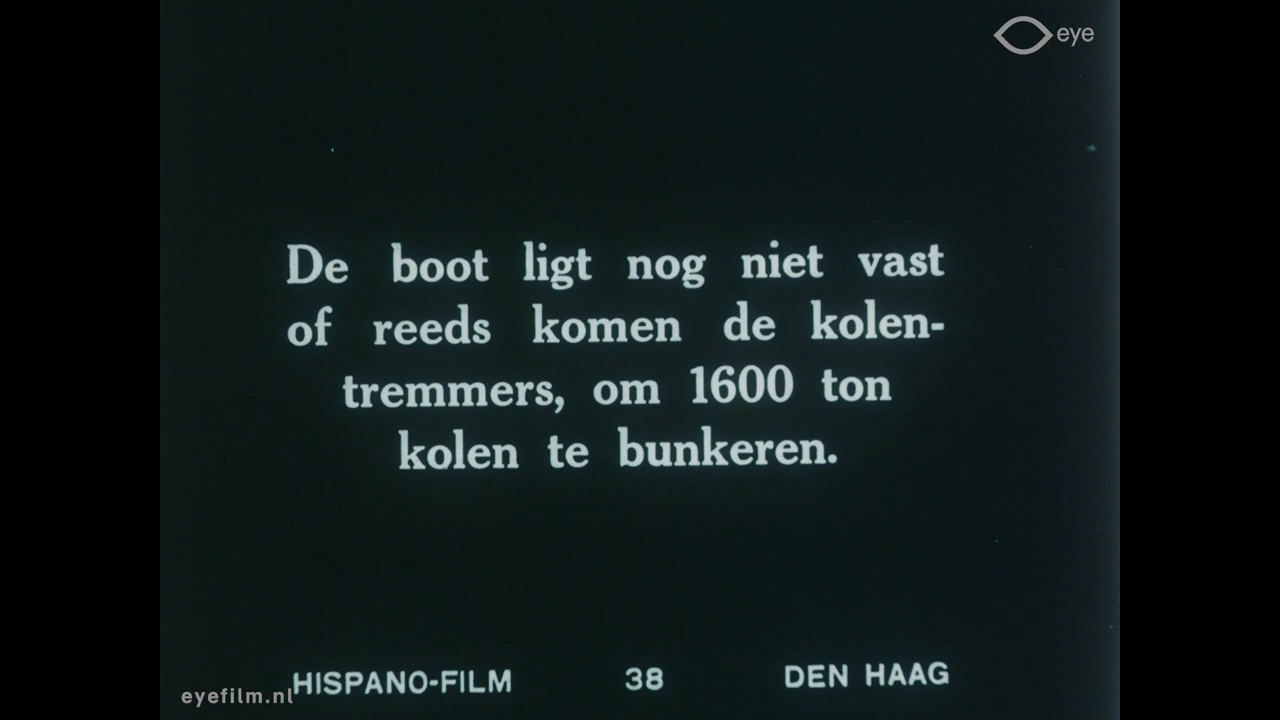 eye
De boot ligt nog niet vast
of reeds komen de kolen-
tremmers, om 1600 ton
kolen te bunkeren.
HISPANO-FILM 38 DEN HAAG
eyefilm.nl